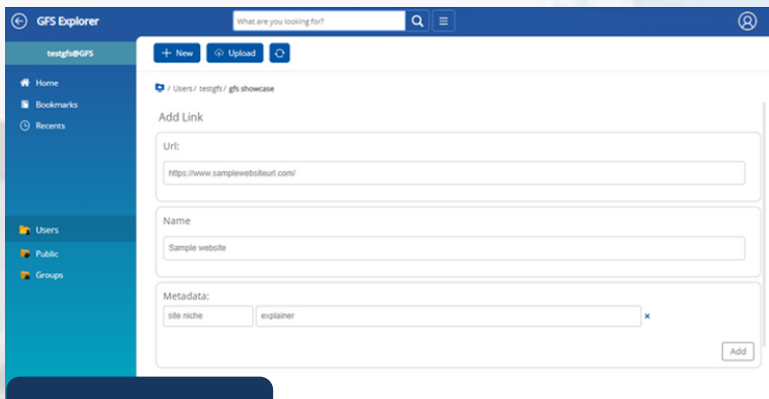 GFS Explorer
What are you looking for?
testgfs@GFS
New
Upload
Home
Bookmarks
Recents
Users
Public
Groups
/ Users / testgfs / gfs showcase
Add Link
Url:
https://www.samplewebsiteurl.com/
Name
Sample website
Metadata:
site niche
explainer
x
Add